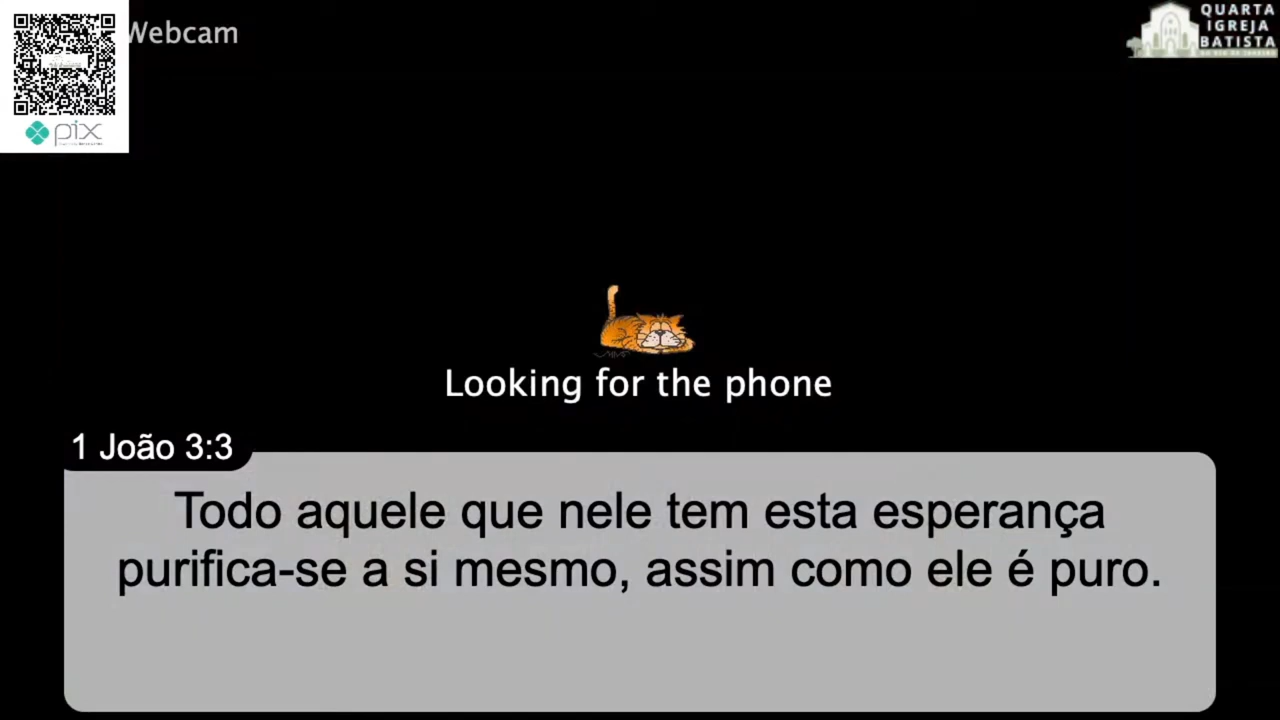 Webcam
QUARTA
IGREJA
BATISTA
pix
Looking for the phone
1 João 3:3
Todo aquele que nele tem esta esperança
purifica-se a si mesmo, assim como ele é puro.